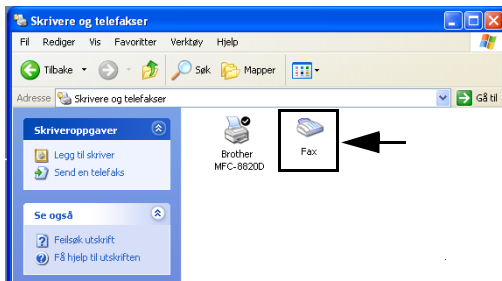 Skrivere og telefakser
Fil Rediger Vis Favoritter Verktøy Hjelp
Tilbake Søk Mapper
Adresse Skrivere og telefakser Gå til
Skriveroppgaver
Legg til skriver
Send en telefaks
Se også
Feilsøk utskrift
Få hjelp til utskriften
Brother
MFC-8820D
Fax